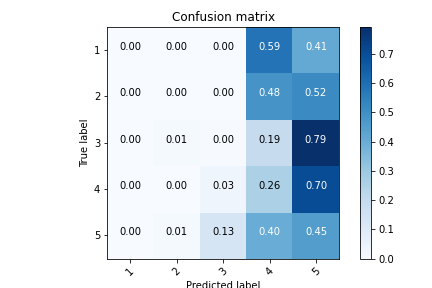 Confusion matrix
1 0.00 0.00 0.00 0.59 0.41
2 0.00 0.00 0.00 0.48 0.52
3 0.00 0.01 0.00 0.19 0.79
4 0.00 0.00 0.03 0.26 0.70
5 0.00 0.01 0.13 0.40 0.45
1 2 3 4 5
True label
Predicted label
0.7
0.6
0.5
0.4
0.3
0.2
0.1
0.0